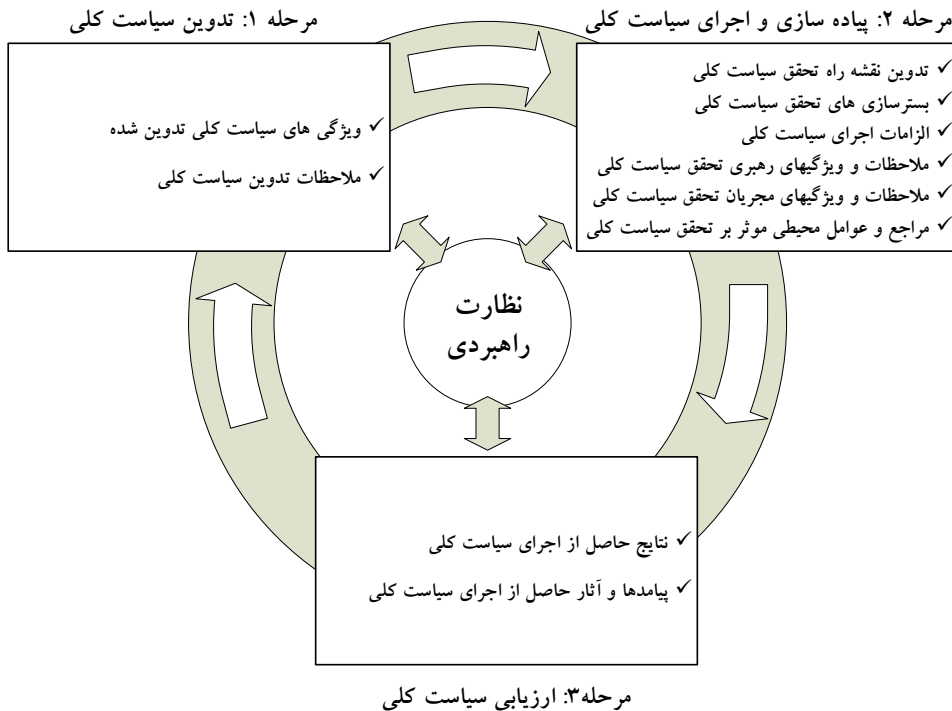 مرحله ۱: تدوین سیاست کلی
✓ ویژگی های سیاست کلی تدوین شده
✓ ملاحظات تدوین سیاست کلی
مرحله ۲: پیاده سازی و اجرای سیاست کلی
✓ تدوین نقشه راه تحقق سیاست کلی
✓ بسترسازی های تحقق سیاست کلی
✓ الزامات اجرای سیاست کلی
✓ ملاحظات و ویژگیهای رهبری تحقق سیاست کلی
✓ ملاحظات و ویژگیهای مجریان تحقق سیاست کلی
✓ مراجع و عوامل محیطی موثر بر تحقق سیاست کلی
نظارت
راهبردی
✓ نتایج حاصل از اجرای سیاست کلی
✓ پیامدها و آثار حاصل از اجرای سیاست کلی
مرحله۳: ارزیابی سیاست کلی